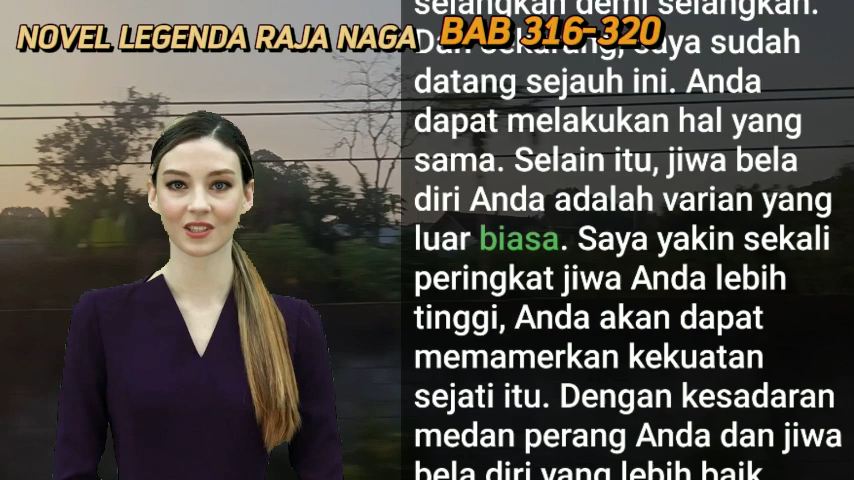 NOVEL LEGENDA RAJA NAGA BAB 316-320
selangkah demi selangkah.
Dan sekarang, saya sudah
datang sejauh ini. Anda
dapat melakukan hal yang
sama. Selain itu, jiwa bela
diri Anda adalah varian yang
luar biasa. Saya yakin sekali
peringkat jiwa Anda lebih
tinggi, Anda akan dapat
memamerkan kekuatan
sejati itu. Dengan kesadaran
medan perang Anda dan jiwa
bela diri yang lebih baik